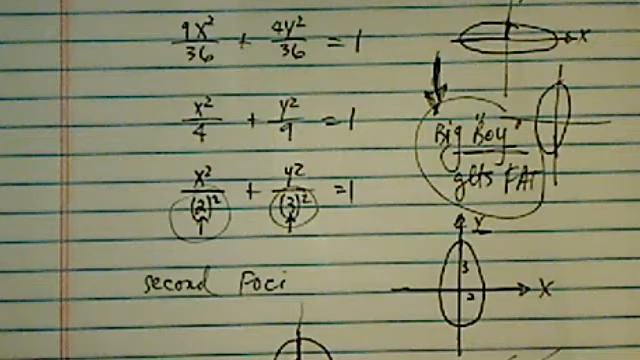 9x²/36 + 4y²/36 = 1
x
x²/4 + y²/9 = 1
"Big Boy"
gets FAT
x²/(2)² + y²/(3)² = 1
3
2
x
second Foci